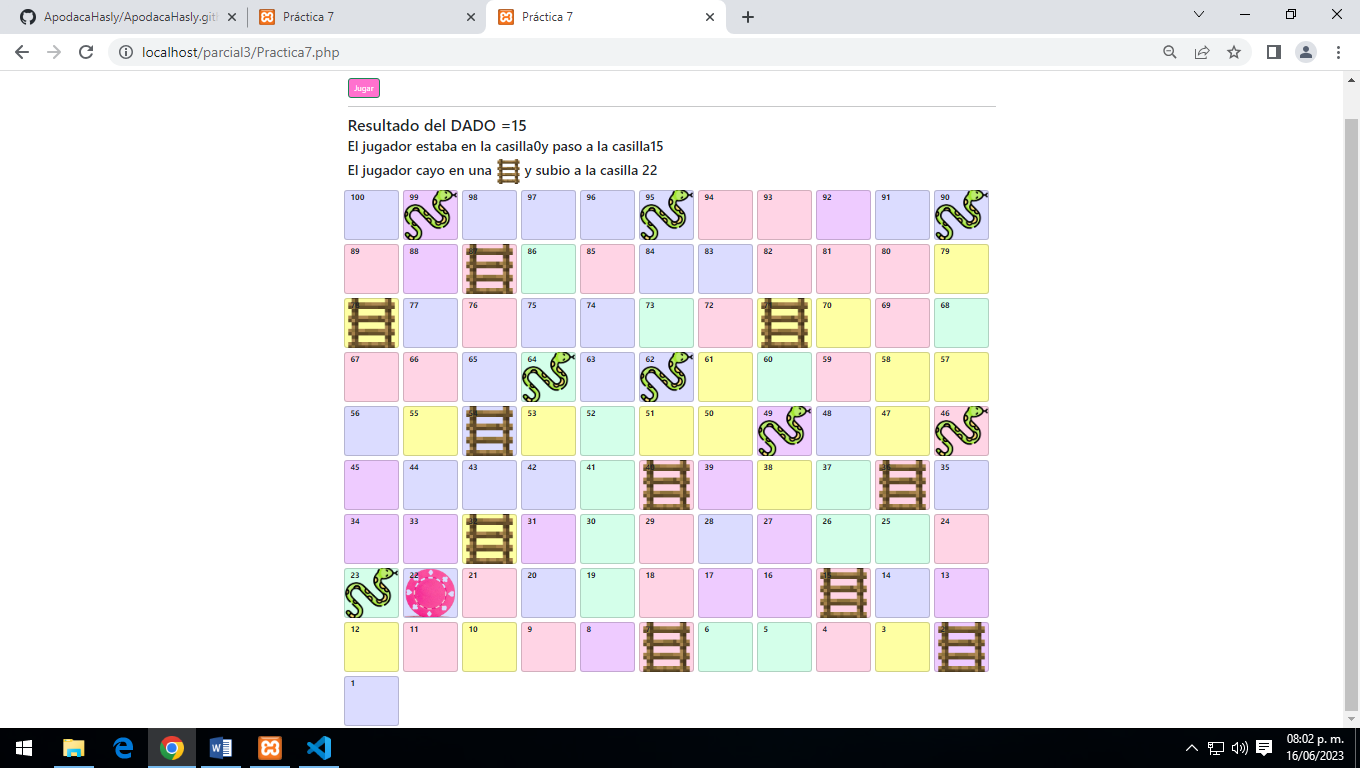 ApodacaHasly/ApodacaHasly.gith
Práctica 7
Práctica 7
localhost/parcial3/Practica7.php
Jugar
Resultado del DADO =15
El jugador estaba en la casilla0y paso a la casilla15
El jugador cayo en una y subio a la casilla 22
100 99 98 97 96 95 94 93 92 91 90
89 88 86 85 84 83 82 81 80 79
77 76 75 74 73 72 70 69 68
67 66 65 64 63 62 61 60 59 58 57
56 55 53 52 51 50 49 48 47 46
45 44 43 42 41 39 38 37 35
34 33 31 30 29 28 27 26 25 24
23 22 21 20 19 18 17 16 14 13
12 11 10 9 8 6 5 4 3
1
08:02 p. m.
16/06/2023